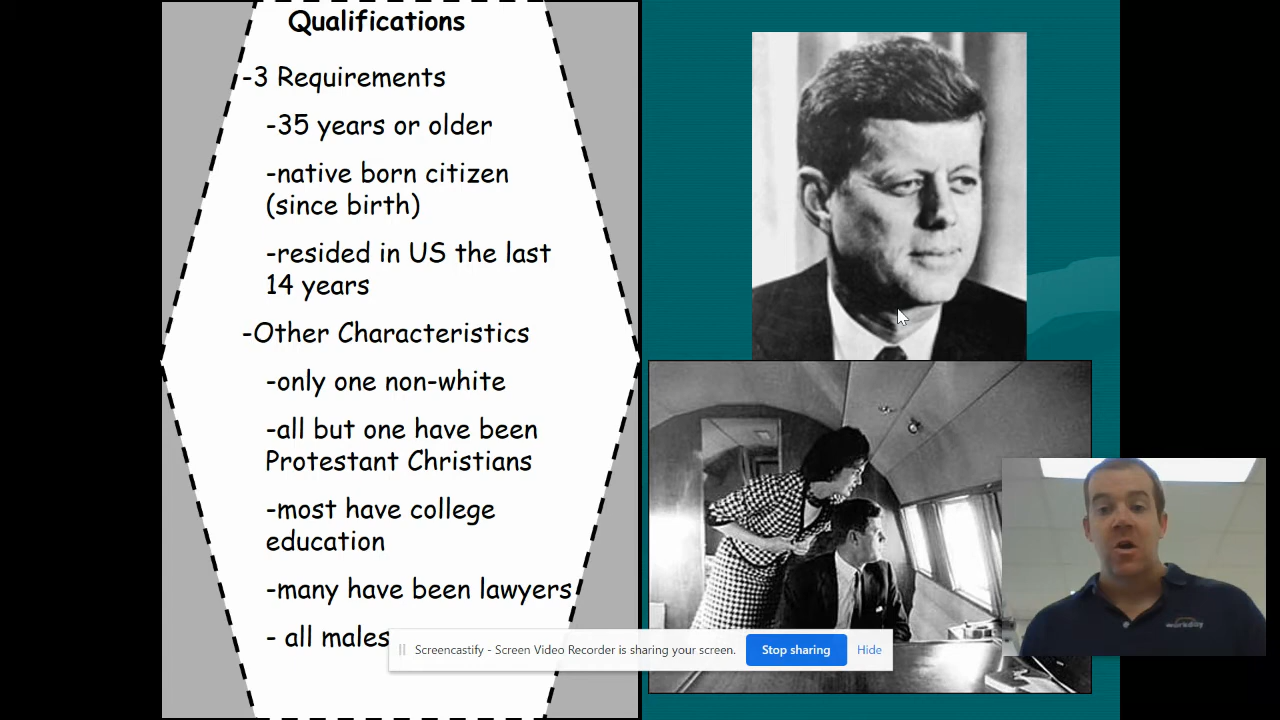 Qualifications
-3 Requirements
-35 years or older
-native born citizen
(since birth)
-resided in US the last
14 years
-Other Characteristics
-only one non-white
-all but one have been
Protestant Christians
-most have college
education
-many have been lawyers
- all males
Screencastify - Screen Video Recorder is sharing your screen.
Stop sharing
Hide
workday